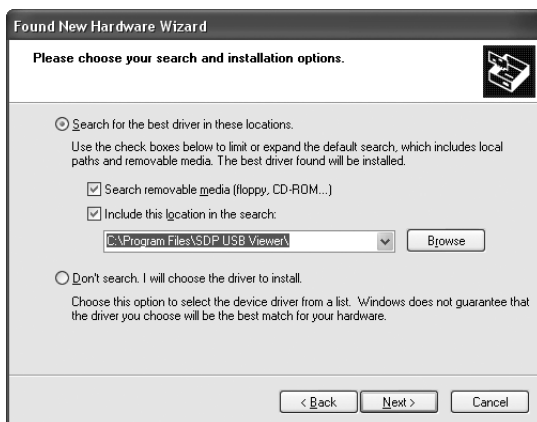 Found New Hardware Wizard
Please choose your search and installation options.
Search for the best driver in these locations.
Use the check boxes below to limit or expand the default search, which includes local
paths and removable media. The best driver found will be installed.
Search removable media (floppy, CD-ROM...)
Include this location in the search:
C:\Program Files\SDP USB Viewer\
Browse
Don't search. I will choose the driver to install.
Choose this option to select the device driver from a list. Windows does not guarantee that
the driver you choose will be the best match for your hardware.
< Back Next > Cancel